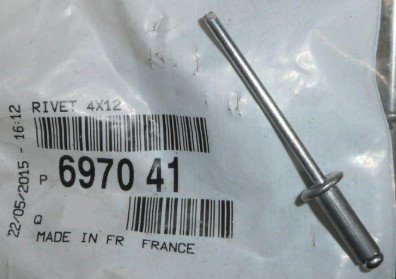 RIVET 4X12
P 6970 41
Q
MADE IN FR FRANCE
22/05/2015 - 16:12